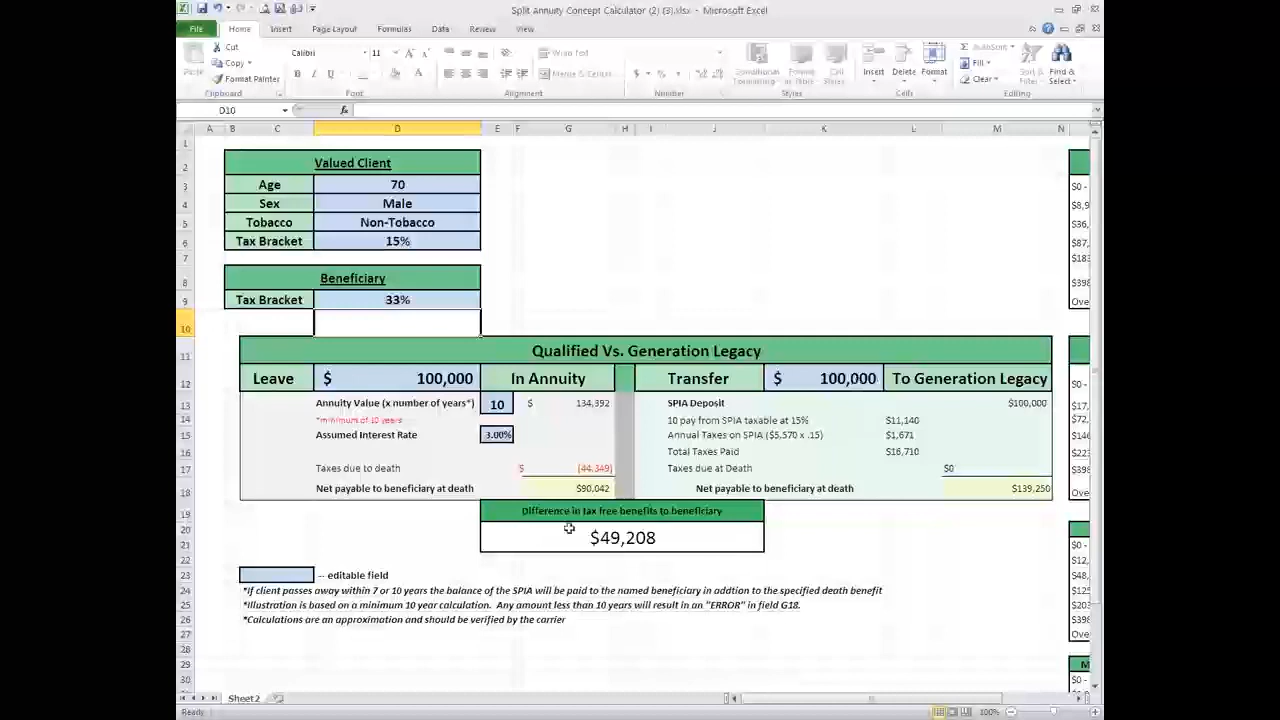 Split Annuity Concept Calculator (2) (3).xlsx - Microsoft Excel
File Home Insert Page Layout Formulas Data Review View
Cut
Copy
Format Painter
Paste
Calibri 11
Wrap Text
Merge & Center
Conditional Formatting
Format as Table
Cell Styles
Insert Delete Format
AutoSum
Fill
Clear
Sort & Filter
Find & Select
Clipboard Font Alignment Number Styles Cells Editing
D10
A B C D E F G H I J K L M N
Valued Client
Age 70
Sex Male
Tobacco Non-Tobacco
Tax Bracket 15%
Beneficiary
Tax Bracket 33%
Qualified Vs. Generation Legacy
Leave $ 100,000 In Annuity Transfer $ 100,000 To Generation Legacy
Annuity Value (x number of years*) 10 $ 134,392 SPIA Deposit $100,000
*minimum of 10 years 10 pay from SPIA taxable at 15% $11,140
Assumed Interest Rate 3.00% Annual Taxes on SPIA ($5,570 x .15) $1,671
Total Taxes Paid $16,710
Taxes due to death $ (44,349) Taxes due at Death $0
Net payable to beneficiary at death $90,042 Net payable to beneficiary at death $139,250
Difference in tax free benefits to beneficiary
$49,208
-- editable field
*If client passes away within 7 or 10 years the balance of the SPIA will be paid to the named beneficiary in addtion to the specified death benefit
*Illustration is based on a minimum 10 year calculation. Any amount less than 10 years will result in an "ERROR" in field G18.
*Calculations are an approximation and should be verified by the carrier
Sheet2
Ready 100%